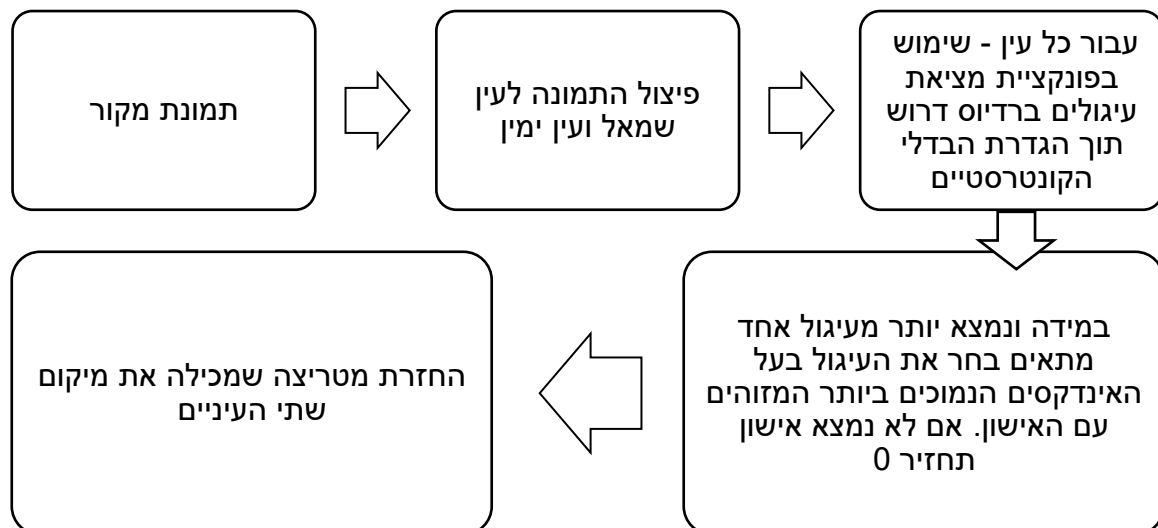 תמונת מקור
פיצול התמונה לעין
שמאל ועין ימין
עבור כל עין - שימוש
בפונקציית מציאת
עיגולים ברדיוס דרוש
תוך הגדרת הבדלי
הקונטרסטיים
במידה ונמצא יותר מעיגול אחד
מתאים בחר את העיגול בעל
האינדקסים הנמוכים ביותר המזוהים
עם האישון. אם לא נמצא אישון
תחזיר 0
החזרת מטריצה שמכילה את מיקום
שתי העיניים